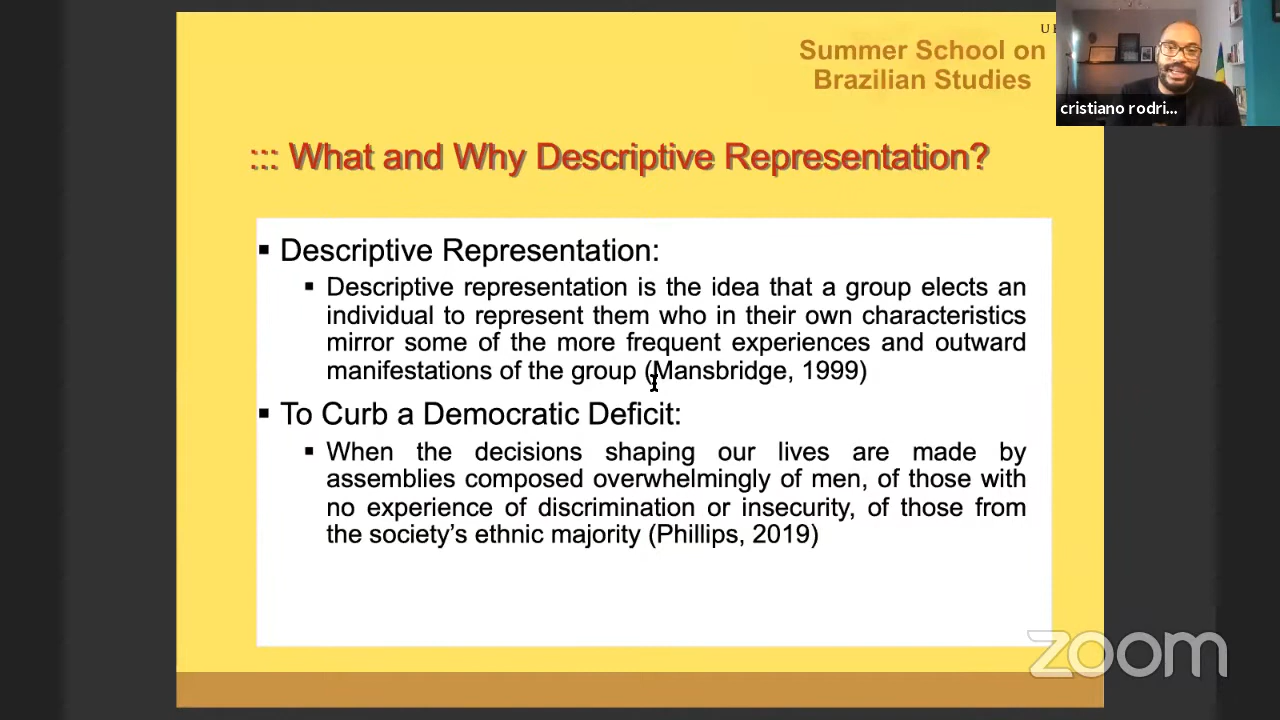 Summer School on
Brazilian Studies
cristiano rodri...
::: What and Why Descriptive Representation?
▪ Descriptive Representation:
▪ Descriptive representation is the idea that a group elects an
individual to represent them who in their own characteristics
mirror some of the more frequent experiences and outward
manifestations of the group (Mansbridge, 1999)
▪ To Curb a Democratic Deficit:
▪ When the decisions shaping our lives are made by
assemblies composed overwhelmingly of men, of those with
no experience of discrimination or insecurity, of those from
the society’s ethnic majority (Phillips, 2019)
zoom